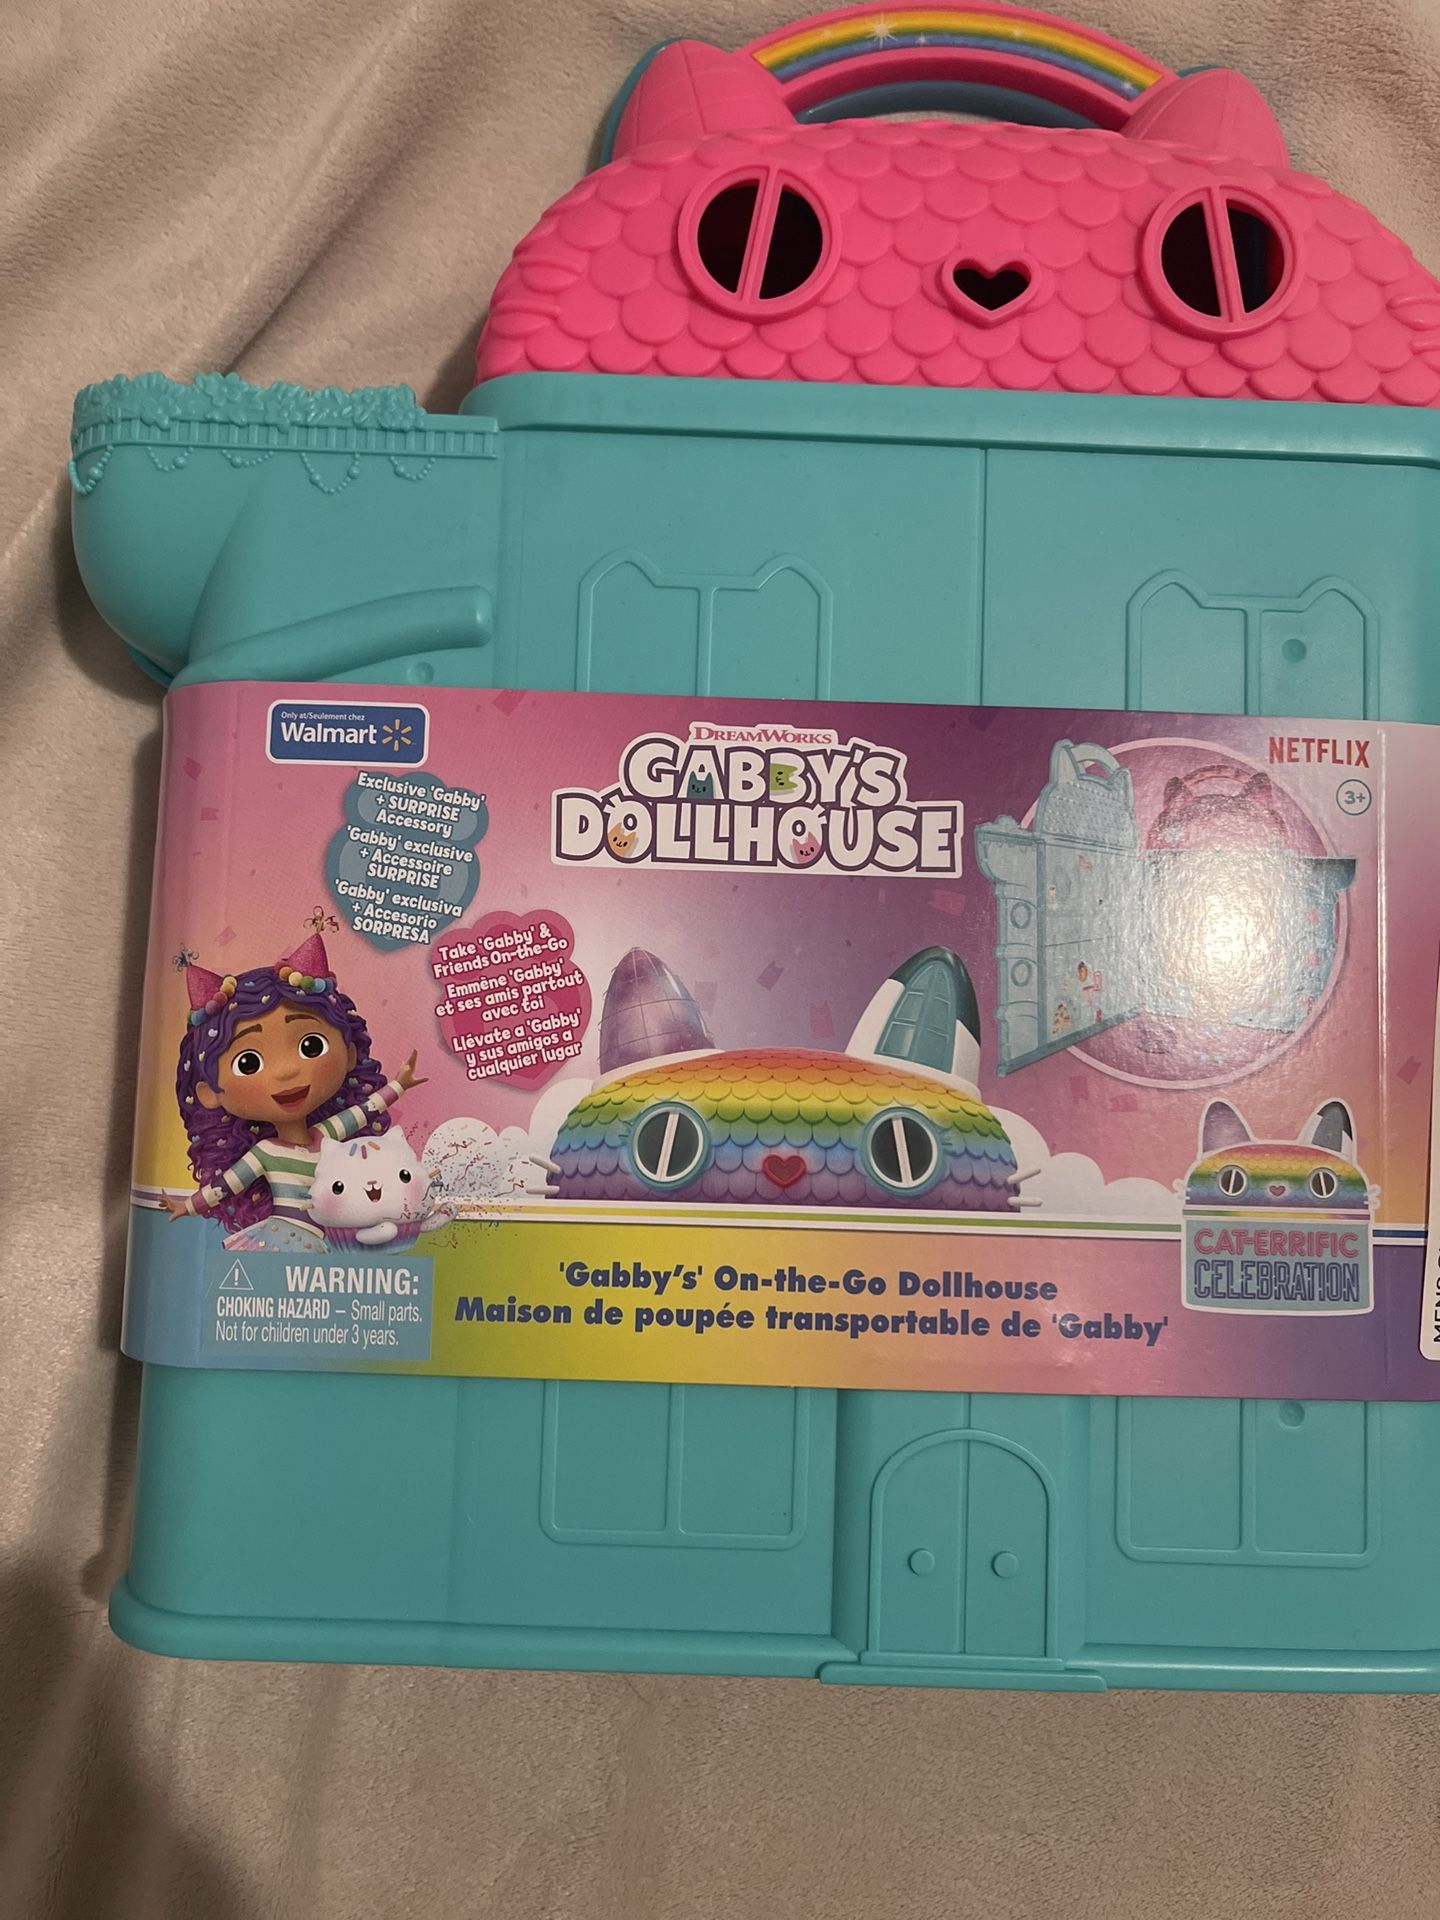 Only at/Seulement chez
Walmart
Exclusive 'Gabby'
+ SURPRISE
Accessory
'Gabby' exclusive
+ Accessoire
SURPRISE
'Gabby' exclusiva
+ Accesorio
SORPRESA
Take 'Gabby' &
Friends On-the-Go
Emmène 'Gabby'
et ses amis partout
avec toi
Llévate a 'Gabby'
y sus amigos a
cualquier lugar
DREAMWORKS
GABBY'S
DOLLHOUSE
NETFLIX
3+
CAT-ERRIFIC
CELEBRATION
WARNING:
CHOKING HAZARD – Small parts.
Not for children under 3 years.
'Gabby's' On-the-Go Dollhouse
Maison de poupée transportable de 'Gabby'